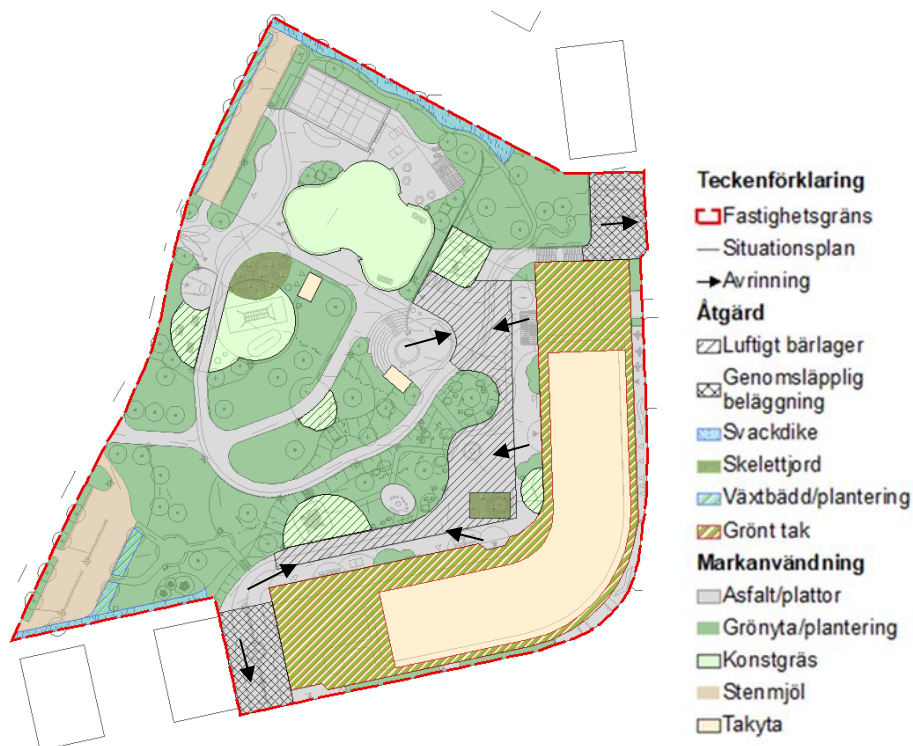 Teckenförklaring
Fastighetsgräns
Situationsplan
Avrinning
Åtgärd
Luftigt bärlager
Genomsläpplig
beläggning
Svackdike
Skelettjord
Växtbädd/plantering
Grönt tak
Markanvändning
Asfalt/plattor
Grönyta/plantering
Konstgräs
Stenmjöl
Takyta